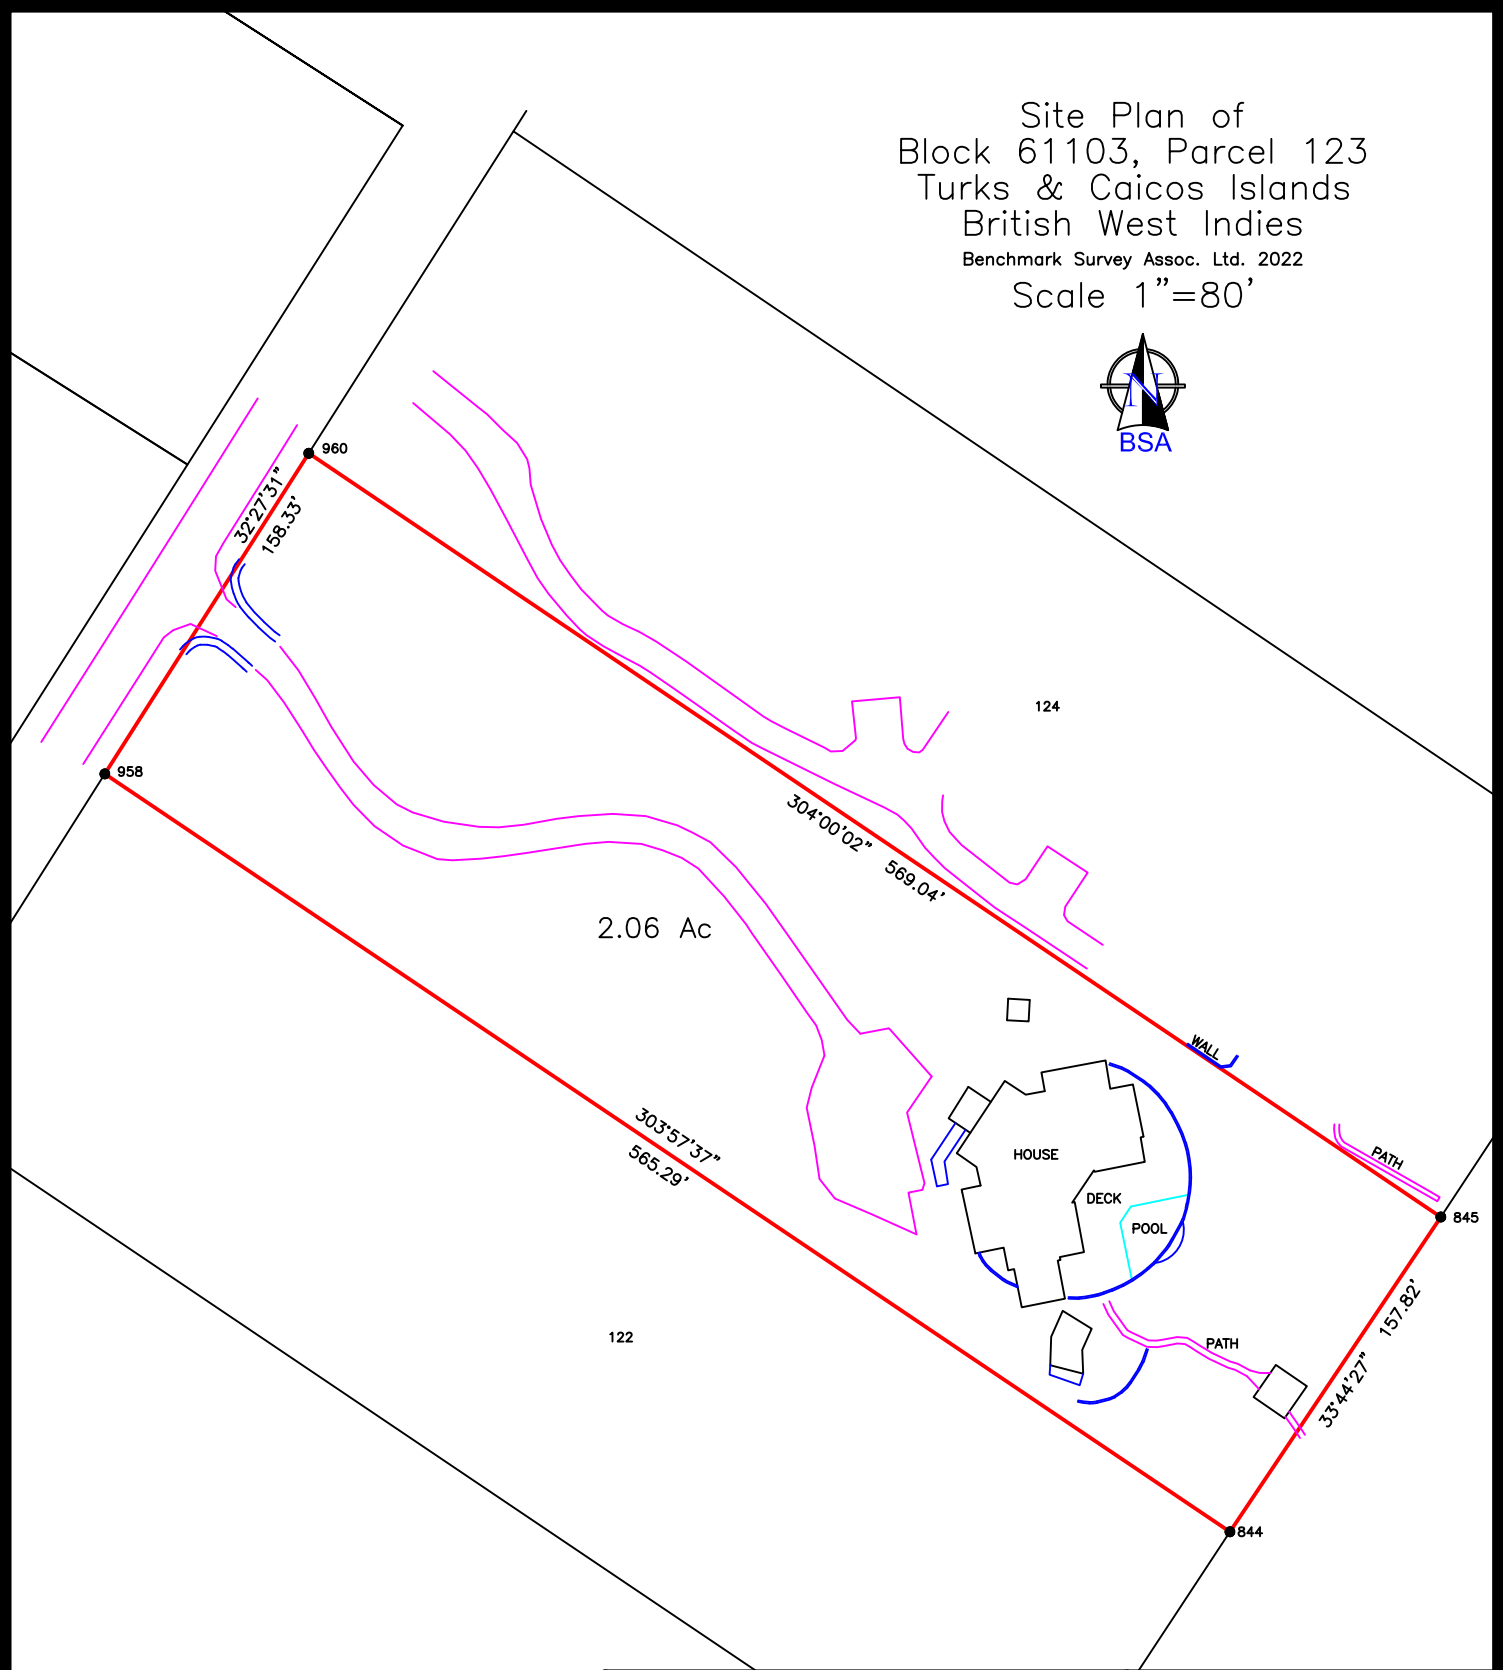 Site Plan of
Block 61103, Parcel 123
Turks & Caicos Islands
British West Indies
Benchmark Survey Assoc. Ltd. 2022
Scale 1"=80'
N
BSA
960
32°27'31"
158.33'
124
958
304°00'02" 569.04'
2.06 Ac
WALL
303°57'37"
565.29'
HOUSE
PATH
DECK
845
POOL
157.82'
33°44'27"
122
PATH
844